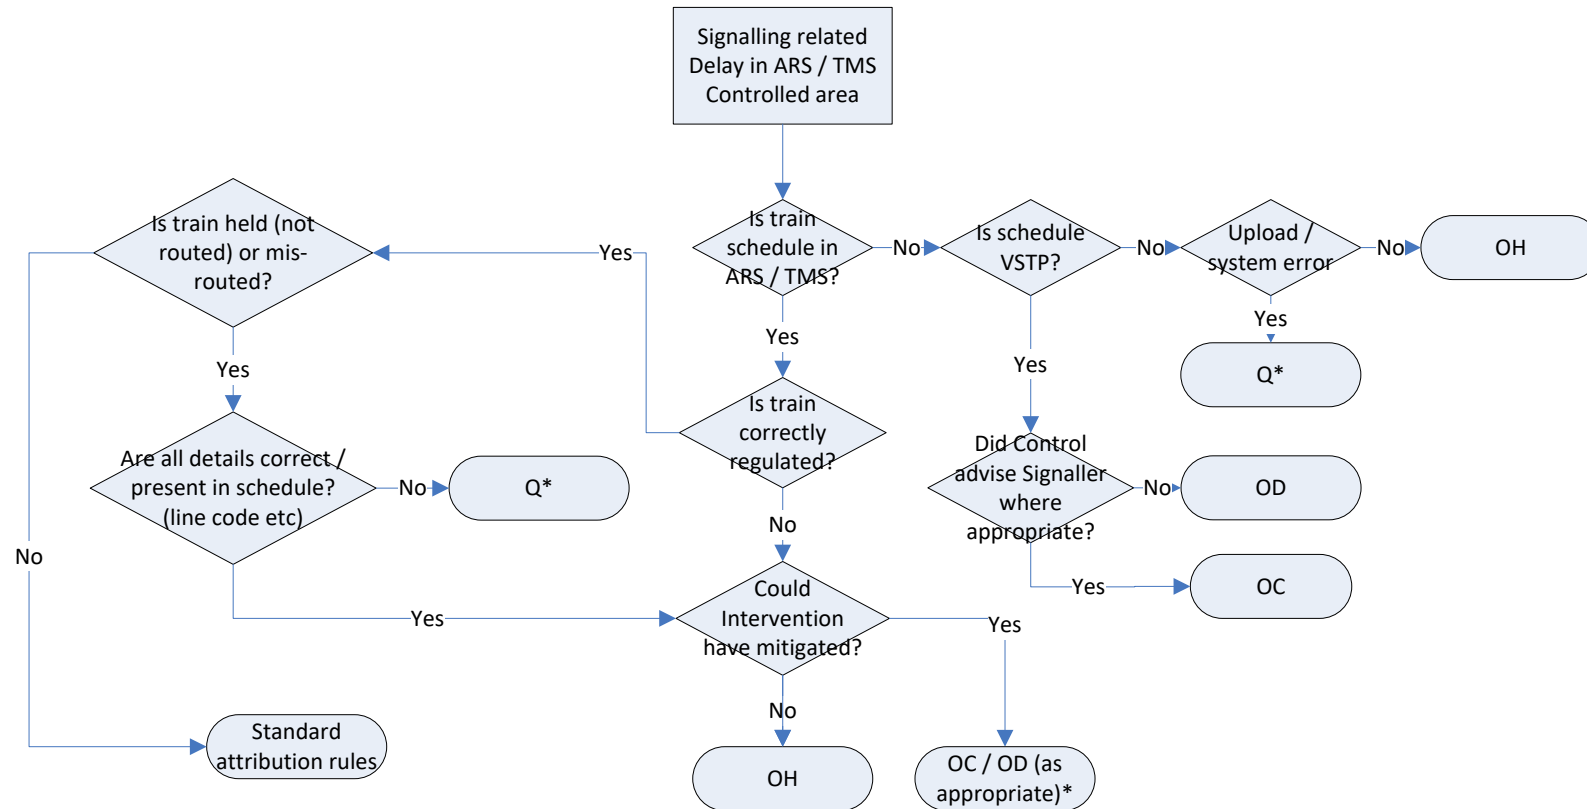 Signalling related
Delay in ARS / TMS
Controlled area
Is train held (not
routed) or mis-
routed?
Yes
Is train
schedule in
ARS / TMS?
No
Is schedule
VSTP?
No
Upload /
system error
No
OH
Yes
Yes
Yes
Yes
Q*
Are all details correct /
present in schedule?
(line code etc)
No
Q*
Is train
correctly
regulated?
Did Control
advise Signaller
where
appropriate?
No
OD
No
No
Yes
OC
Yes
Could
Intervention
have mitigated?
Yes
No
Standard
attribution rules
OH
OC / OD (as
appropriate)*